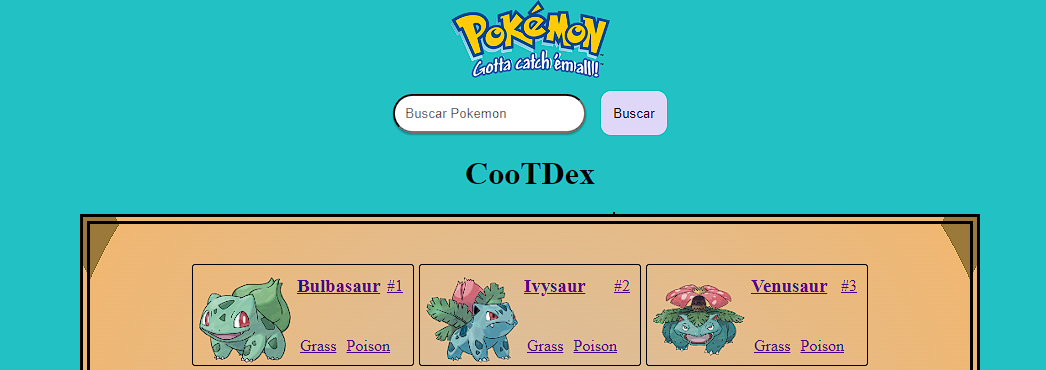 POKéMON
Gotta catch 'em all!
Buscar Pokemon
Buscar
CooTDex
Bulbasaur #1
Grass Poison
Ivysaur #2
Grass Poison
Venusaur #3
Grass Poison